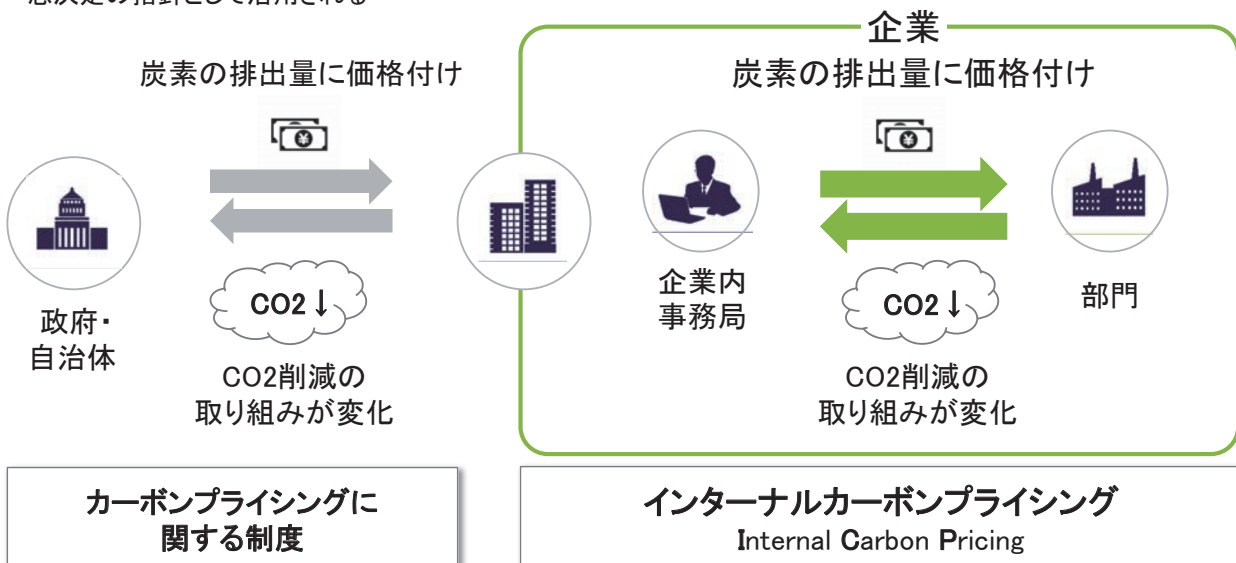 企業
炭素の排出量に価格付け
炭素の排出量に価格付け
政府・
自治体
CO2↓
CO2削減の
取り組みが変化
企業内
事務局
CO2↓
CO2削減の
取り組みが変化
部門
カーボンプライシングに
関する制度
インターナルカーボンプライシング
Internal Carbon Pricing